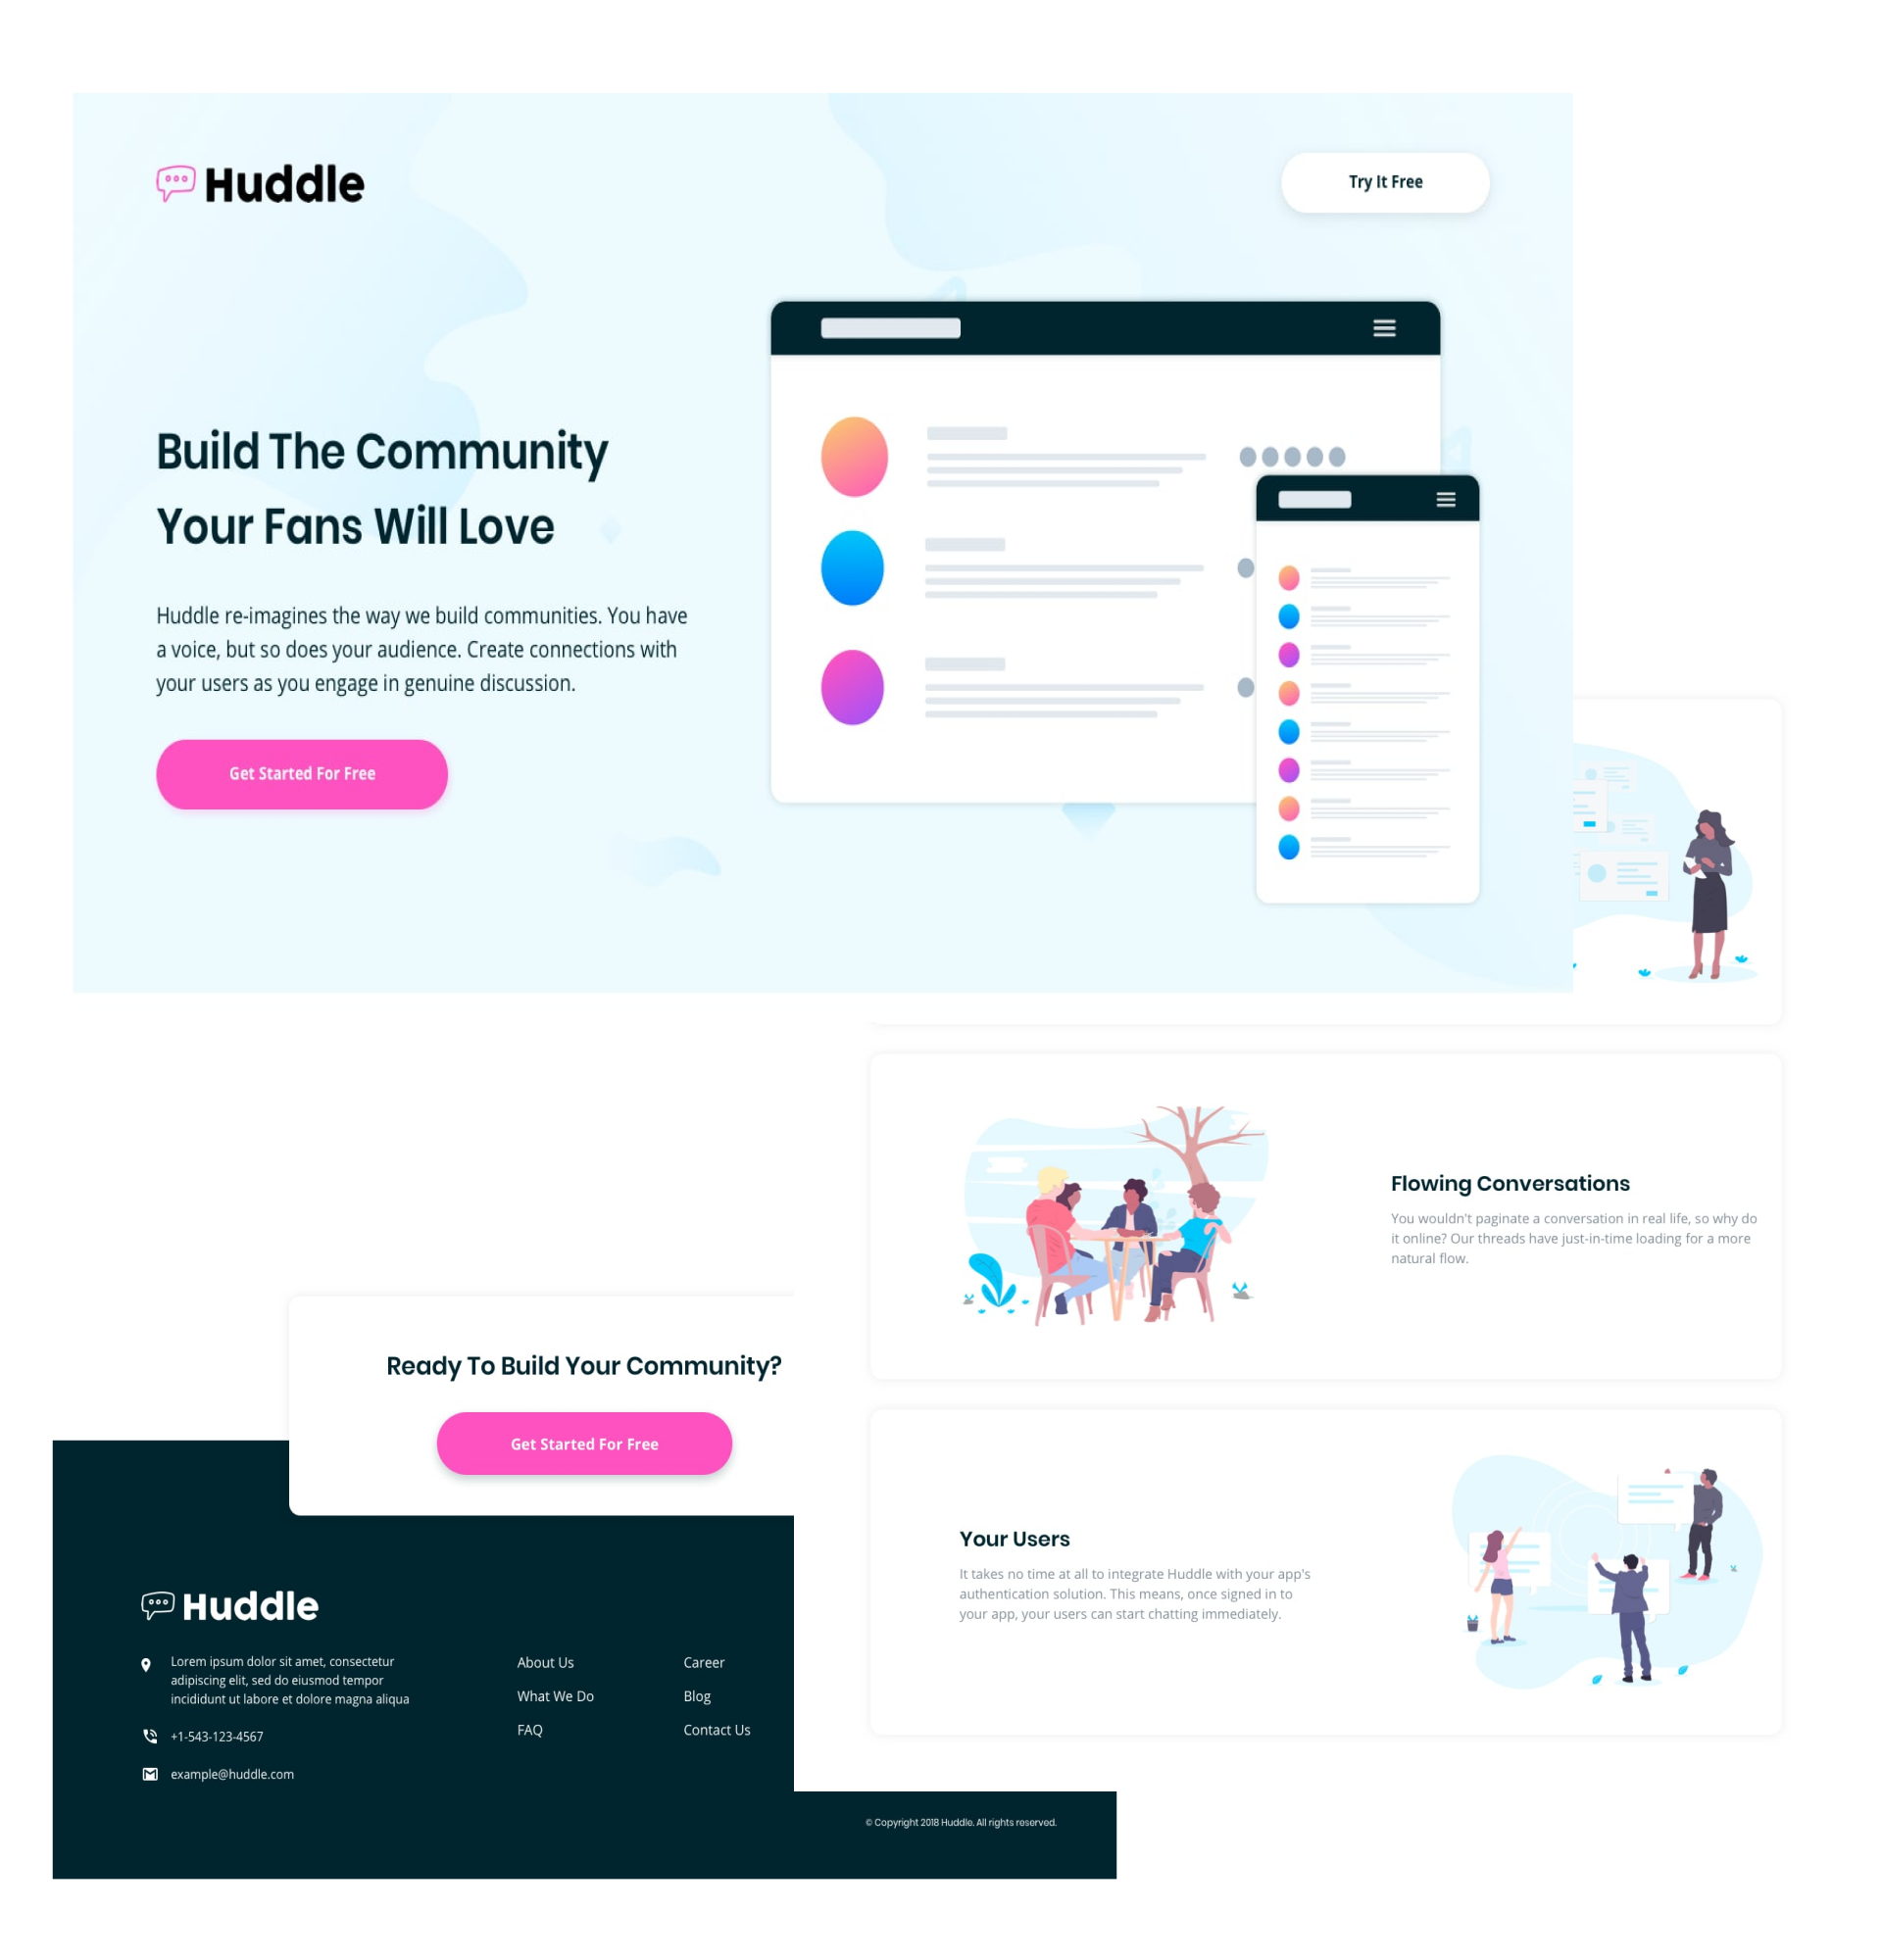 Huddle
Try It Free
Build The Community
Your Fans Will Love
Huddle re-imagines the way we build communities. You have
a voice, but so does your audience. Create connections with
your users as you engage in genuine discussion.
Get Started For Free
Flowing Conversations
You wouldn't paginate a conversation in real life, so why do
it online? Our threads have just-in-time loading for a more
natural flow.
Ready To Build Your Community?
Get Started For Free
Your Users
It takes no time at all to integrate Huddle with your app's
authentication solution. This means, once signed in to
your app, your users can start chatting immediately.
Huddle
Lorem ipsum dolor sit amet, consectetur
adipiscing elit, sed do eiusmod tempor
incididunt ut labore et dolore magna aliqua
+1-543-123-4567
example@huddle.com
About Us
What We Do
FAQ
Career
Blog
Contact Us
© Copyright 2018 Huddle. All rights reserved.